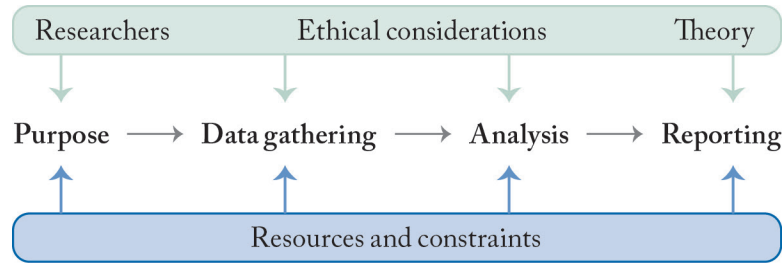 Researchers Ethical considerations Theory
Purpose Data gathering Analysis Reporting
Resources and constraints